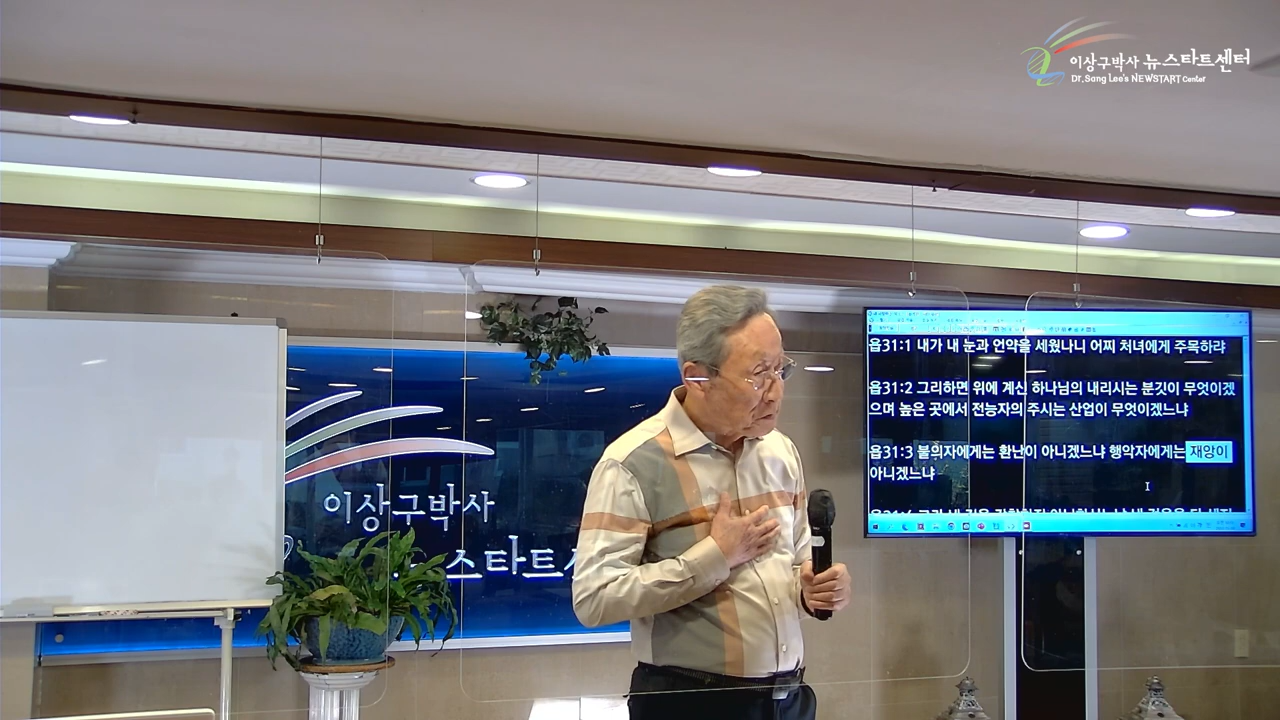 이상구박사 뉴스타트센터
Dr. Sang Lee's NEWSTART Center
욥31:1 내가 내 눈과 언약을 세웠나니 어찌 처녀에게 주목하랴
욥31:2 그리하면 위에 계신 하나님의 내리시는 분깃이 무엇이겠
으며 높은 곳에서 전능자의 주시는 산업이 무엇이겠느냐
욥31:3 불의자에게는 환난이 아니겠느냐 행악자에게는 재앙이
아니겠느냐
이상구박사
스타트